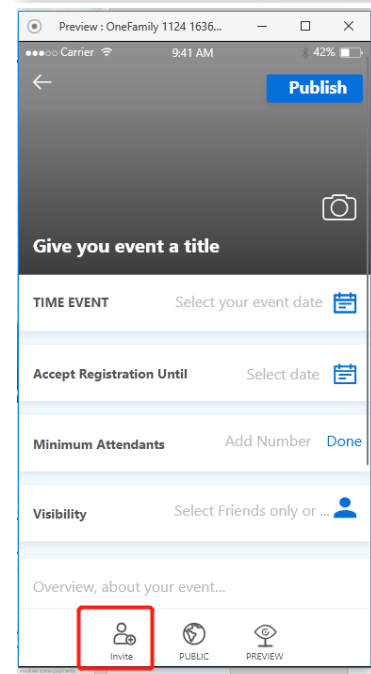 Preview : OneFamily 1124 1636...
Carrier 9:41 AM 42%
Publish
Give you event a title
TIME EVENT Select your event date
Accept Registration Until Select date
Minimum Attendants Add Number Done
Visibility Select Friends only or ...
Overview, about your event...
Invite PUBLIC PREVIEW